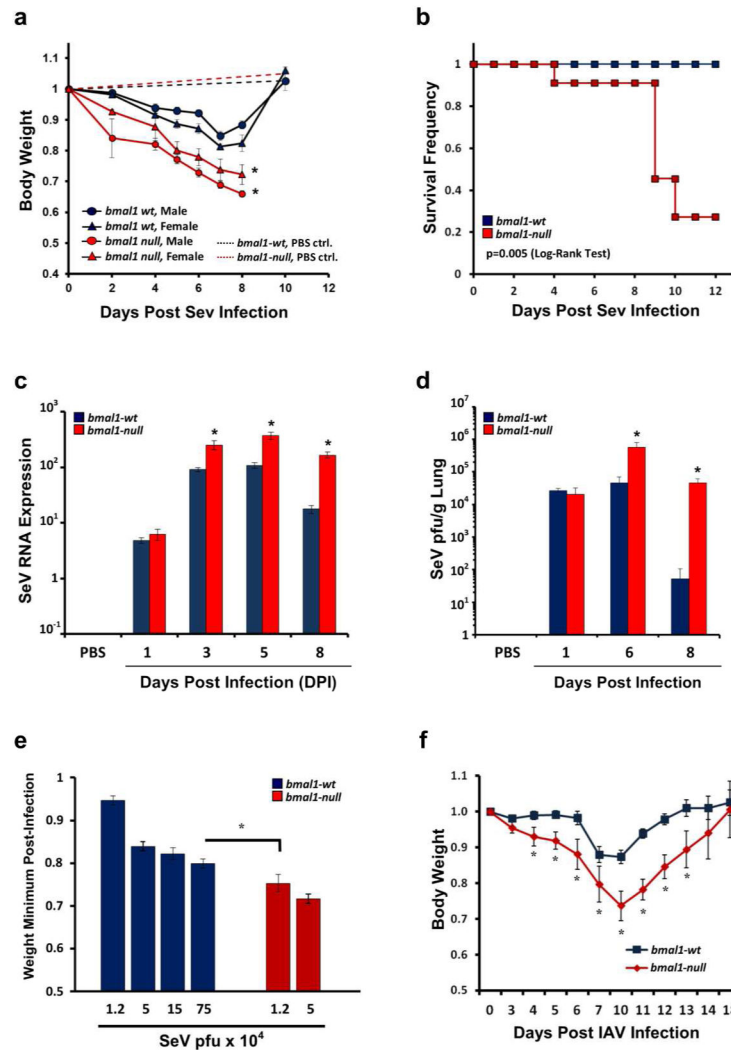 a
1.1
1
0.9
0.8
0.7
0.6
0.5
0.4
Body Weight
*
*
bmal1 wt, Male
bmal1 wt, Female
bmal1 null, Male
bmal1 null, Female
bmal1-wt, PBS ctrl.
bmal1-null, PBS ctrl.
0 2 4 6 8 10 12
Days Post Sev Infection
b
1
0.8
0.6
0.4
0.2
0
Survival Frequency
bmal1-wt
bmal1-null
p=0.005 (Log-Rank Test)
0 2 4 6 8 10 12
Days Post Sev Infection
c
10³
10²
10¹
1
10⁻¹
SeV RNA Expression
bmal1-wt
bmal1-null
* * *
PBS 1 3 5 8
Days Post Infection (DPI)
d
10⁷
10⁶
10⁵
10⁴
10³
10²
10¹
1
SeV pfu/g Lung
bmal1-wt
bmal1-null
* *
PBS 1 6 8
Days Post Infection
e
1
0.9
0.8
0.7
0.6
0.5
Weight Minimum Post-Infection
bmal1-wt
bmal1-null
*
1.2 5 15 75 1.2 5
SeV pfu x 10⁴
f
1.1
1.0
0.9
0.8
0.7
0.6
0.5
Body Weight
* * * * * * * *
bmal1-wt
bmal1-null
0 3 4 5 6 7 10 11 12 13 14
Days Post IAV Infection